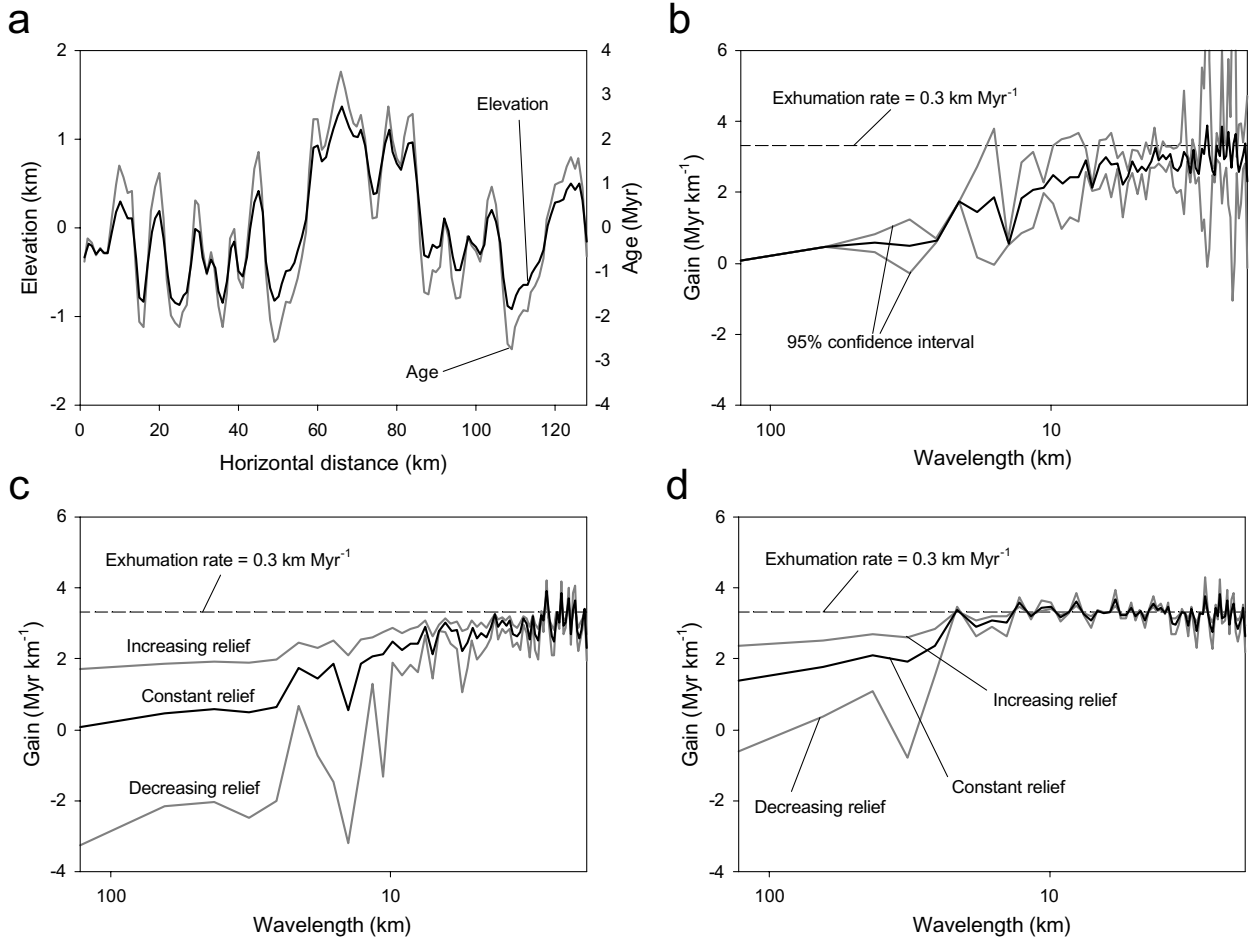 a
2
1
0
-1
-2
Elevation (km)
4
3
2
1
0
-1
-2
-3
-4
Age (Myr)
Elevation
Age
0 20 40 60 80 100 120
Horizontal distance (km)
b
6
4
2
0
-2
-4
Gain (Myr km⁻¹)
Exhumation rate = 0.3 km Myr⁻¹
95% confidence interval
100 10
Wavelength (km)
c
6
4
2
0
-2
-4
Gain (Myr km⁻¹)
Exhumation rate = 0.3 km Myr⁻¹
Increasing relief
Constant relief
Decreasing relief
100 10
Wavelength (km)
d
6
4
2
0
-2
-4
Gain (Myr km⁻¹)
Exhumation rate = 0.3 km Myr⁻¹
Increasing relief
Constant relief
Decreasing relief
100 10
Wavelength (km)